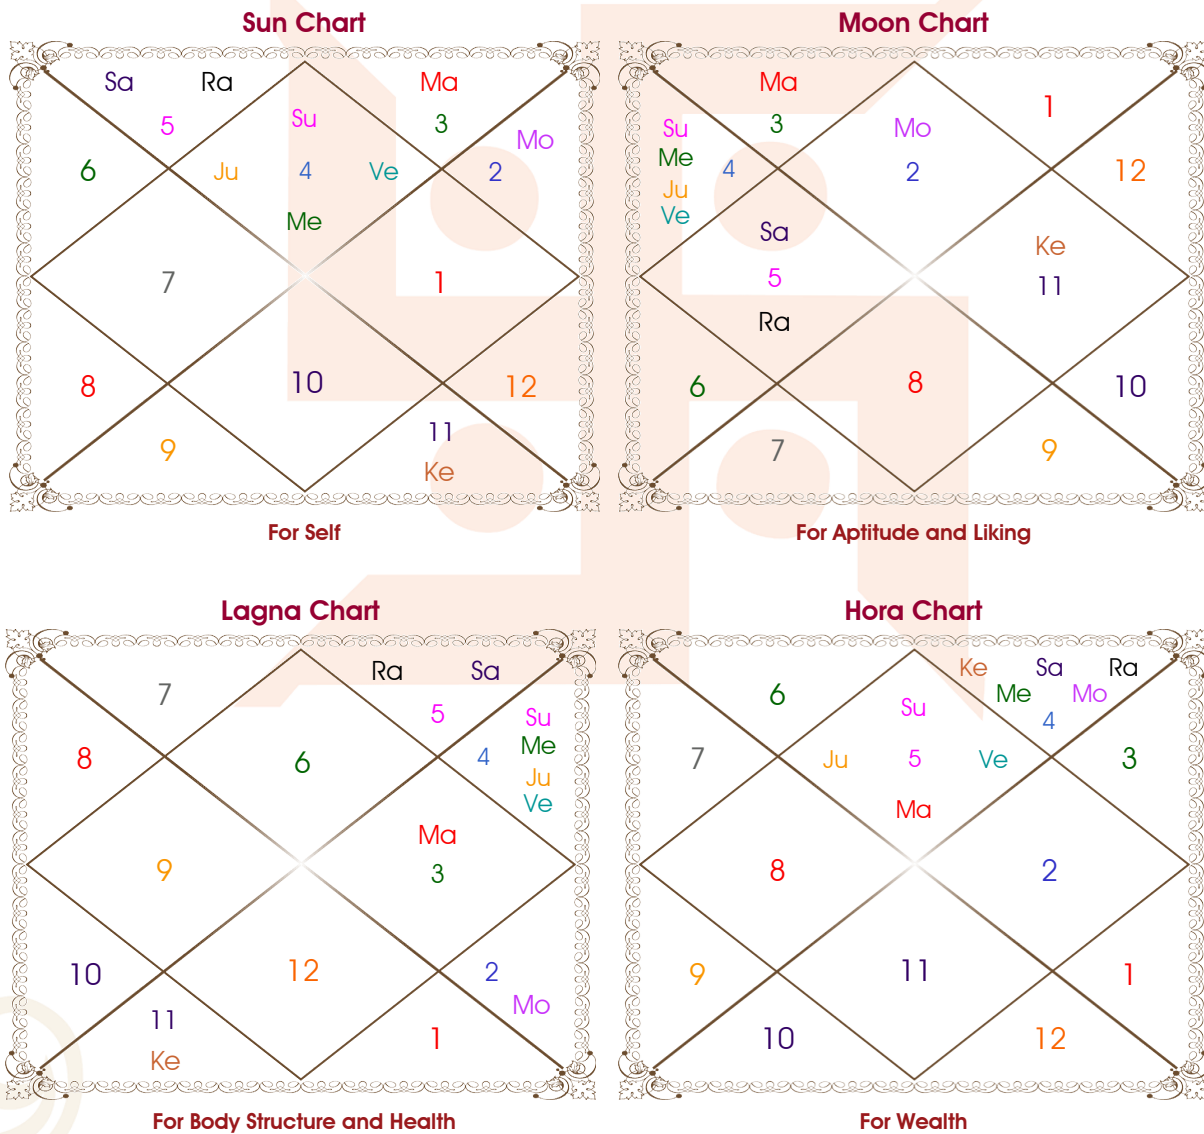 Sun Chart
Sa Ra Ma
5 Su 3 Mo
6 Ju 4 Ve 2
Me
7 1
8 10 12
9 11
Ke
For Self
Moon Chart
Ma 1
Su 3 Mo
Me 4 2 12
Ju
Ve
Sa Ke
5 11
Ra
6 8 10
7 9
For Aptitude and Liking
Lagna Chart
7 Ra Sa
5 Su
8 6 4 Me
Ju
Ve
Ma
9 3
10 12 2
11 Mo
Ke 1
For Body Structure and Health
Hora Chart
Ke Sa Ra
6 Me Mo
Su 4
7 Ju 5 Ve 3
Ma
8 2
9 11 1
10 12
For Wealth